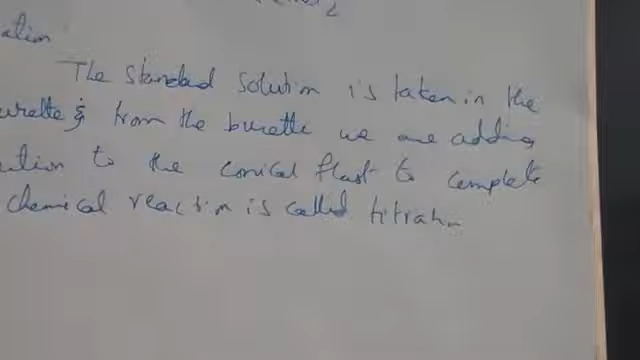 The standard solution is taken in the
urette & from the burette we are adding
ution to the conical flask to complete
chemical reaction is called titration